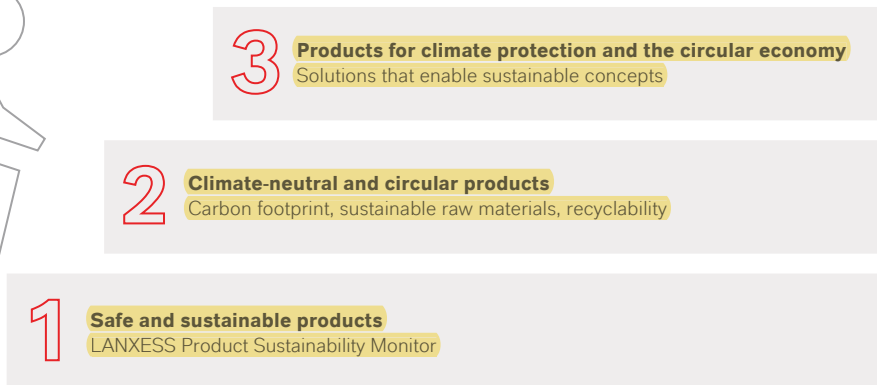 3
Products for climate protection and the circular economy
Solutions that enable sustainable concepts
2
Climate-neutral and circular products
Carbon footprint, sustainable raw materials, recyclability
1
Safe and sustainable products
LANXESS Product Sustainability Monitor